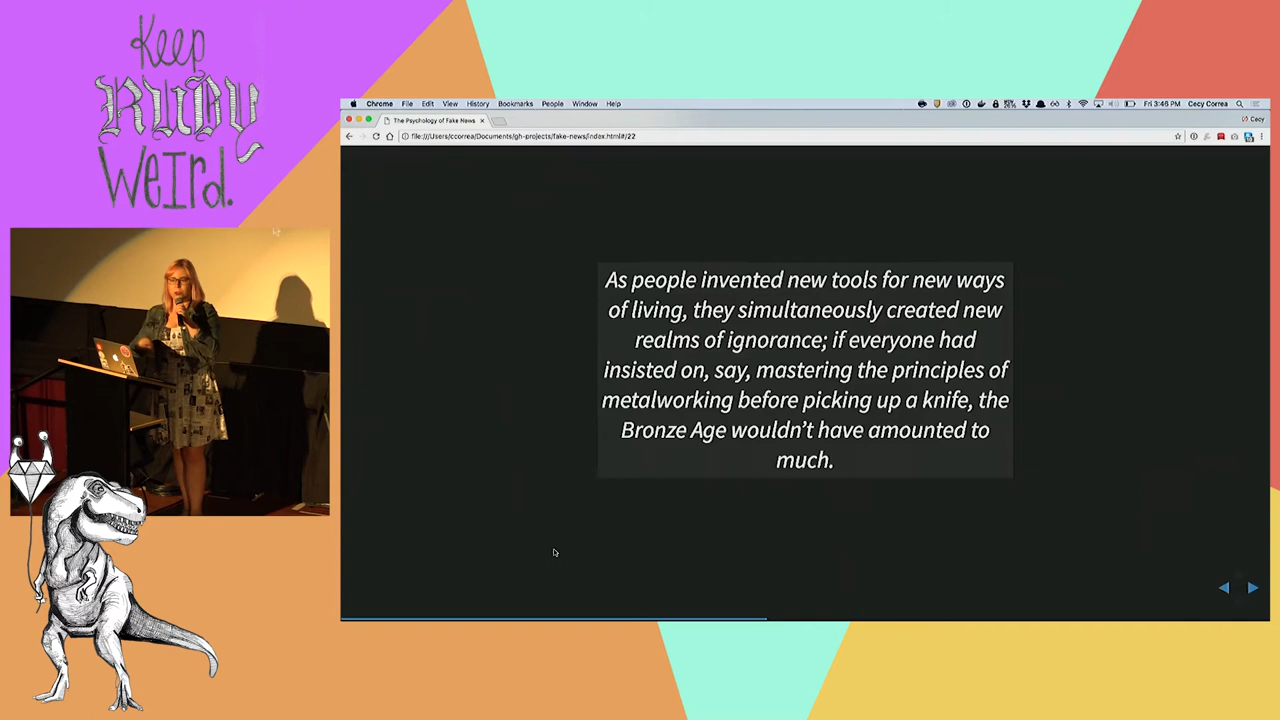 Keep
RUBY
WeIrd.
Chrome File Edit View History Bookmarks People Window Help
Fri 3:46 PM Cecy Correa
The Psychology of Fake News
Cecy
file:///Users/ccorrea/Documents/gh-projects/fake-news/index.html#/22
As people invented new tools for new ways
of living, they simultaneously created new
realms of ignorance; if everyone had
insisted on, say, mastering the principles of
metalworking before picking up a knife, the
Bronze Age wouldn’t have amounted to
much.